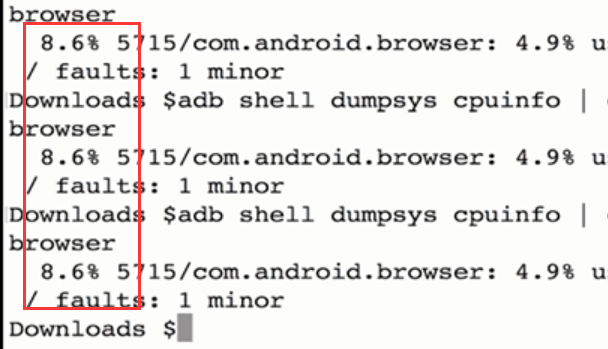 browser
8.6% 5715/com.android.browser: 4.9% u
/ faults: 1 minor
Downloads $adb shell dumpsys cpuinfo |
browser
8.6% 5715/com.android.browser: 4.9% u
/ faults: 1 minor
Downloads $adb shell dumpsys cpuinfo |
browser
8.6% 5715/com.android.browser: 4.9% u
/ faults: 1 minor
Downloads $